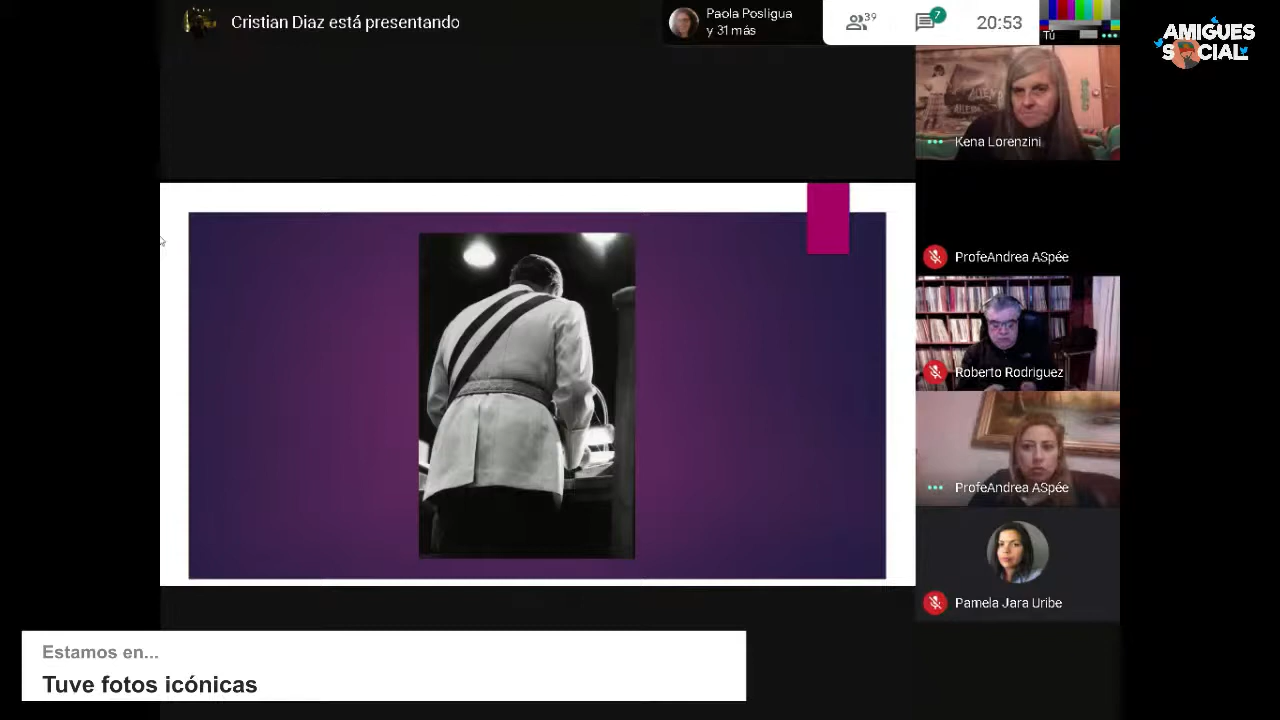 Cristian Diaz está presentando
Paola Posligua
y 31 más
39
7
20:53
Tú
AMIGUES
SOCIAL
Kena Lorenzini
ProfeAndrea ASpée
Roberto Rodriguez
ProfeAndrea ASpée
Pamela Jara Uribe
Estamos en...
Tuve fotos icónicas